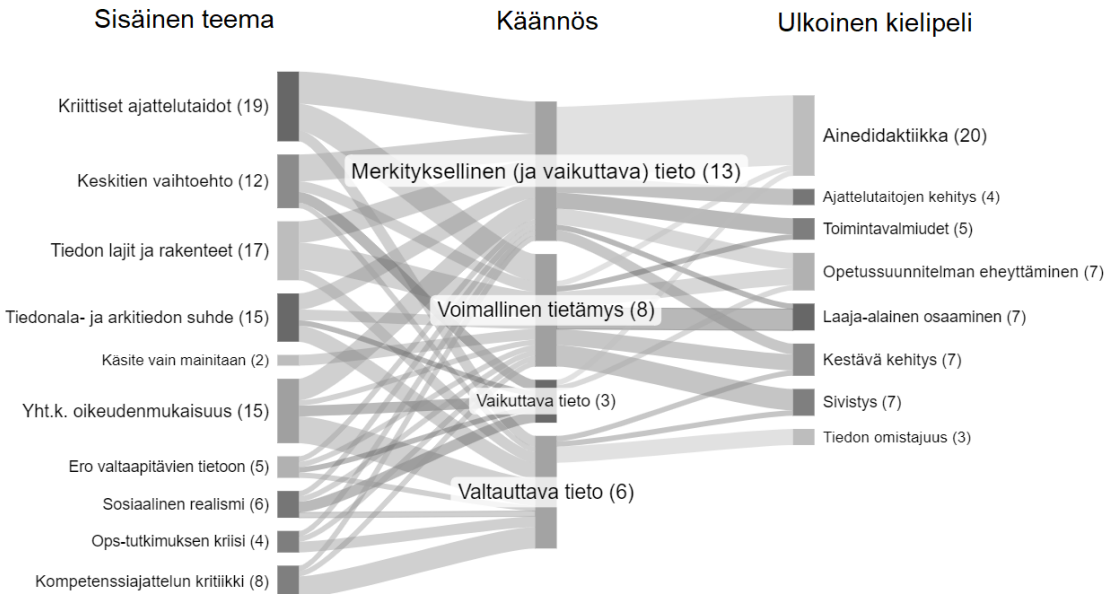 Sisäinen teema
Käännös
Ulkoinen kielipeli
Kriittiset ajattelutaidot (19)
Keskitien vaihtoehto (12)
Tiedon lajit ja rakenteet (17)
Tiedonala- ja arkitiedon suhde (15)
Käsite vain mainitaan (2)
Yht.k. oikeudenmukaisuus (15)
Ero valtaapitävien tietoon (5)
Sosiaalinen realismi (6)
Ops-tutkimuksen kriisi (4)
Kompetenssiajattelun kritiikki (8)
Merkityksellinen (ja vaikuttava) tieto (13)
Voimallinen tietämys (8)
Vaikuttava tieto (3)
Valtauttava tieto (6)
Ainedidaktiikka (20)
Ajattelutaitojen kehitys (4)
Toimintavalmiudet (5)
Opetussuunnitelman eheyttäminen (7)
Laaja-alainen osaaminen (7)
Kestävä kehitys (7)
Sivistys (7)
Tiedon omistajuus (3)